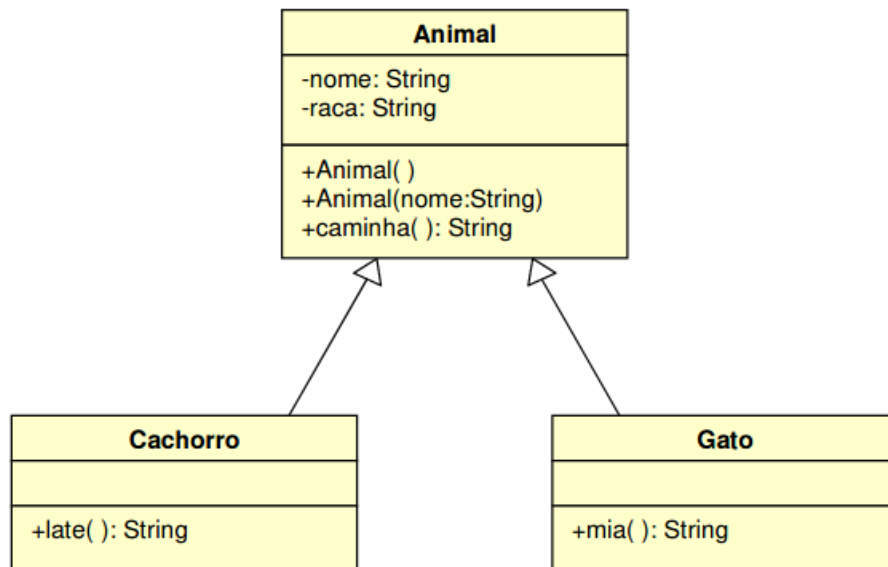 Animal
-nome: String
-raca: String
+Animal( )
+Animal(nome:String)
+caminha( ): String
Cachorro
+late( ): String
Gato
+mia( ): String